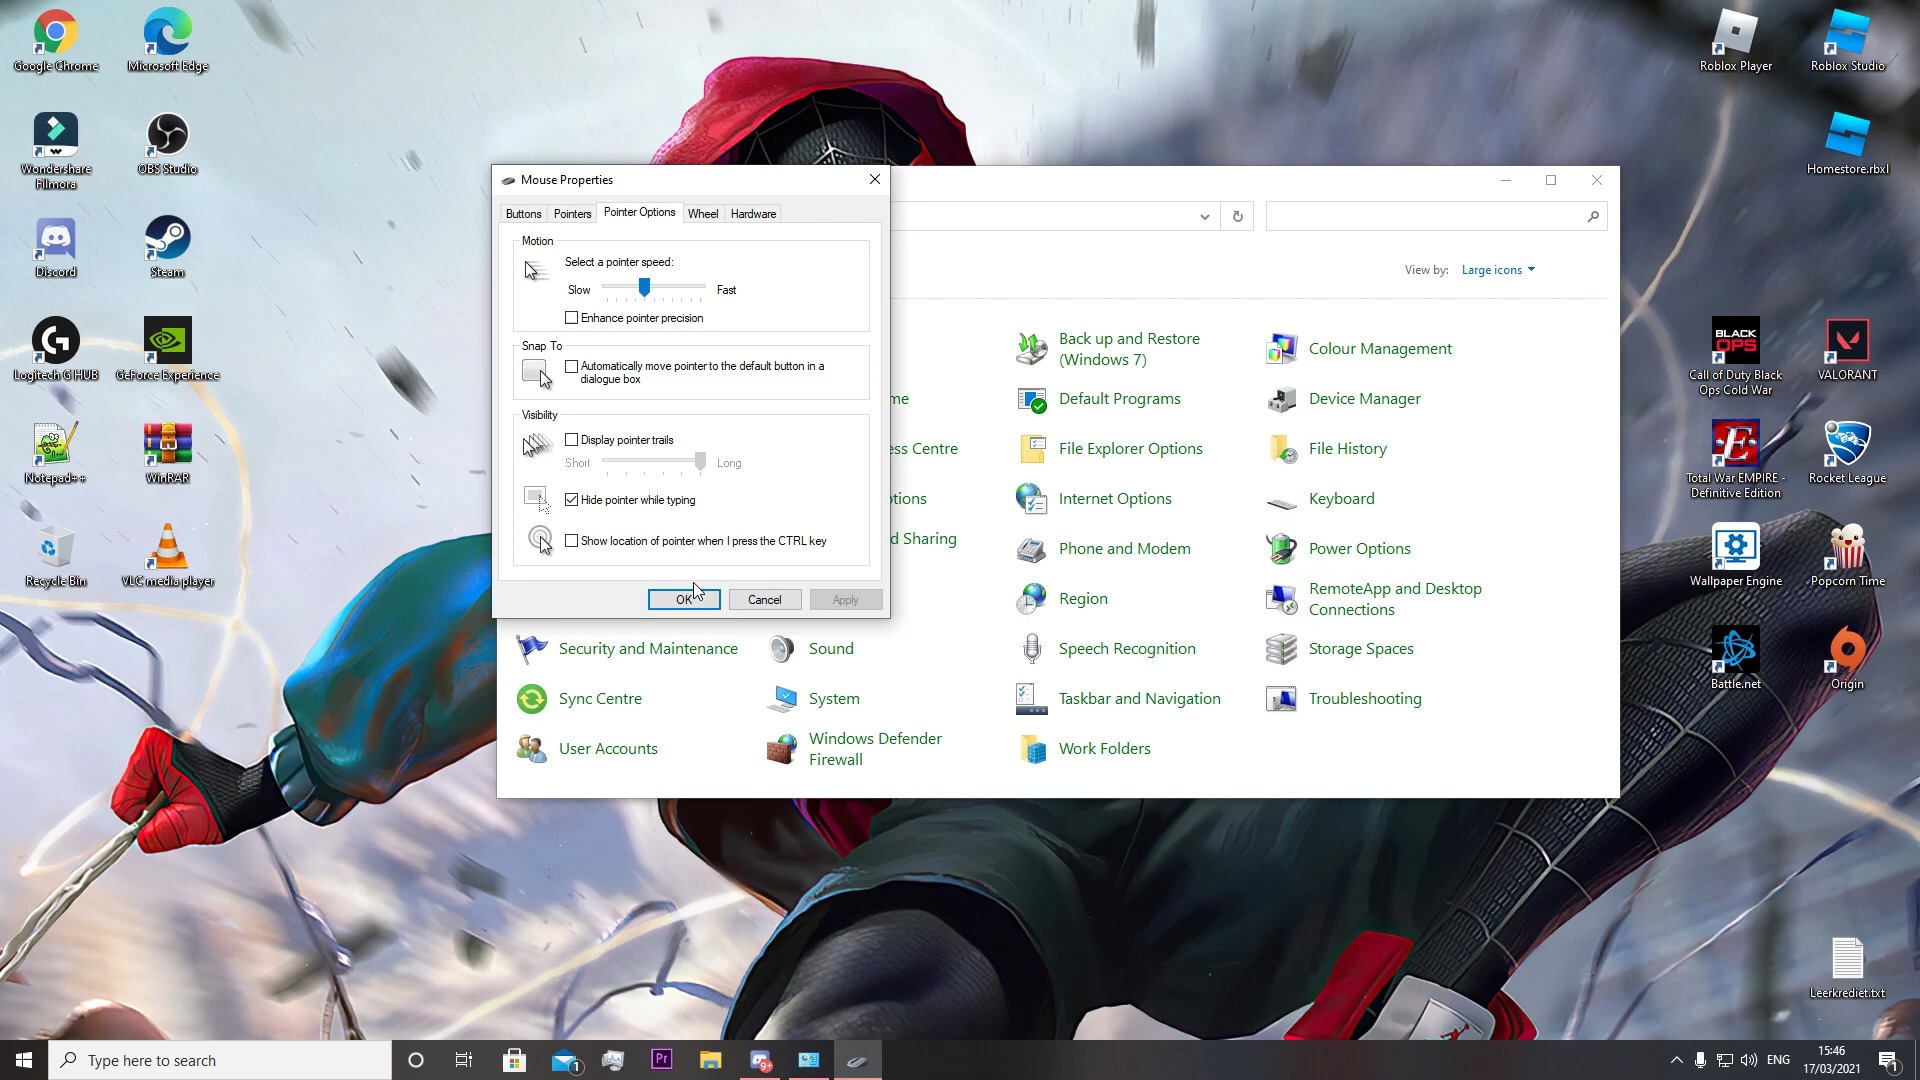 Google Chrome
Microsoft Edge
Wondershare
Filmora
OBS Studio
Discord
Steam
Logitech G HUB
GeForce Experience
Notepad++
WinRAR
Recycle Bin
VLC media player
Mouse Properties
Buttons
Pointers
Pointer Options
Wheel
Hardware
Motion
Select a pointer speed:
Slow
Fast
Enhance pointer precision
Snap To
Automatically move pointer to the default button in a
dialogue box
Visibility
Display pointer trails
Short
Long
Hide pointer while typing
Show location of pointer when I press the CTRL key
OK
Cancel
Apply
View by:
Large icons
Back up and Restore
(Windows 7)
Colour Management
me
Default Programs
Device Manager
ess Centre
File Explorer Options
File History
tions
Internet Options
Keyboard
d Sharing
Phone and Modem
Power Options
Region
RemoteApp and Desktop
Connections
Security and Maintenance
Sound
Speech Recognition
Storage Spaces
Sync Centre
System
Taskbar and Navigation
Troubleshooting
User Accounts
Windows Defender
Firewall
Work Folders
Roblox Player
Roblox Studio
Homestore.rbxl
BLACK
OPS
Call of Duty Black
Ops Cold War
VALORANT
E
Total War EMPIRE -
Definitive Edition
Rocket League
Wallpaper Engine
Popcorn Time
Battle.net
Origin
Leerkrediet.txt
Type here to search
1
Pr
9+
ENG
15:46
17/03/2021
1